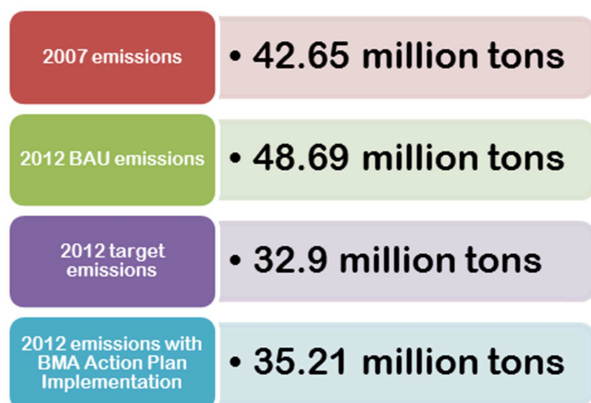 2007 emissions
• 42.65 million tons
2012 BAU emissions
• 48.69 million tons
2012 target
emissions
• 32.9 million tons
2012 emissions with
BMA Action Plan
Implementation
• 35.21 million tons